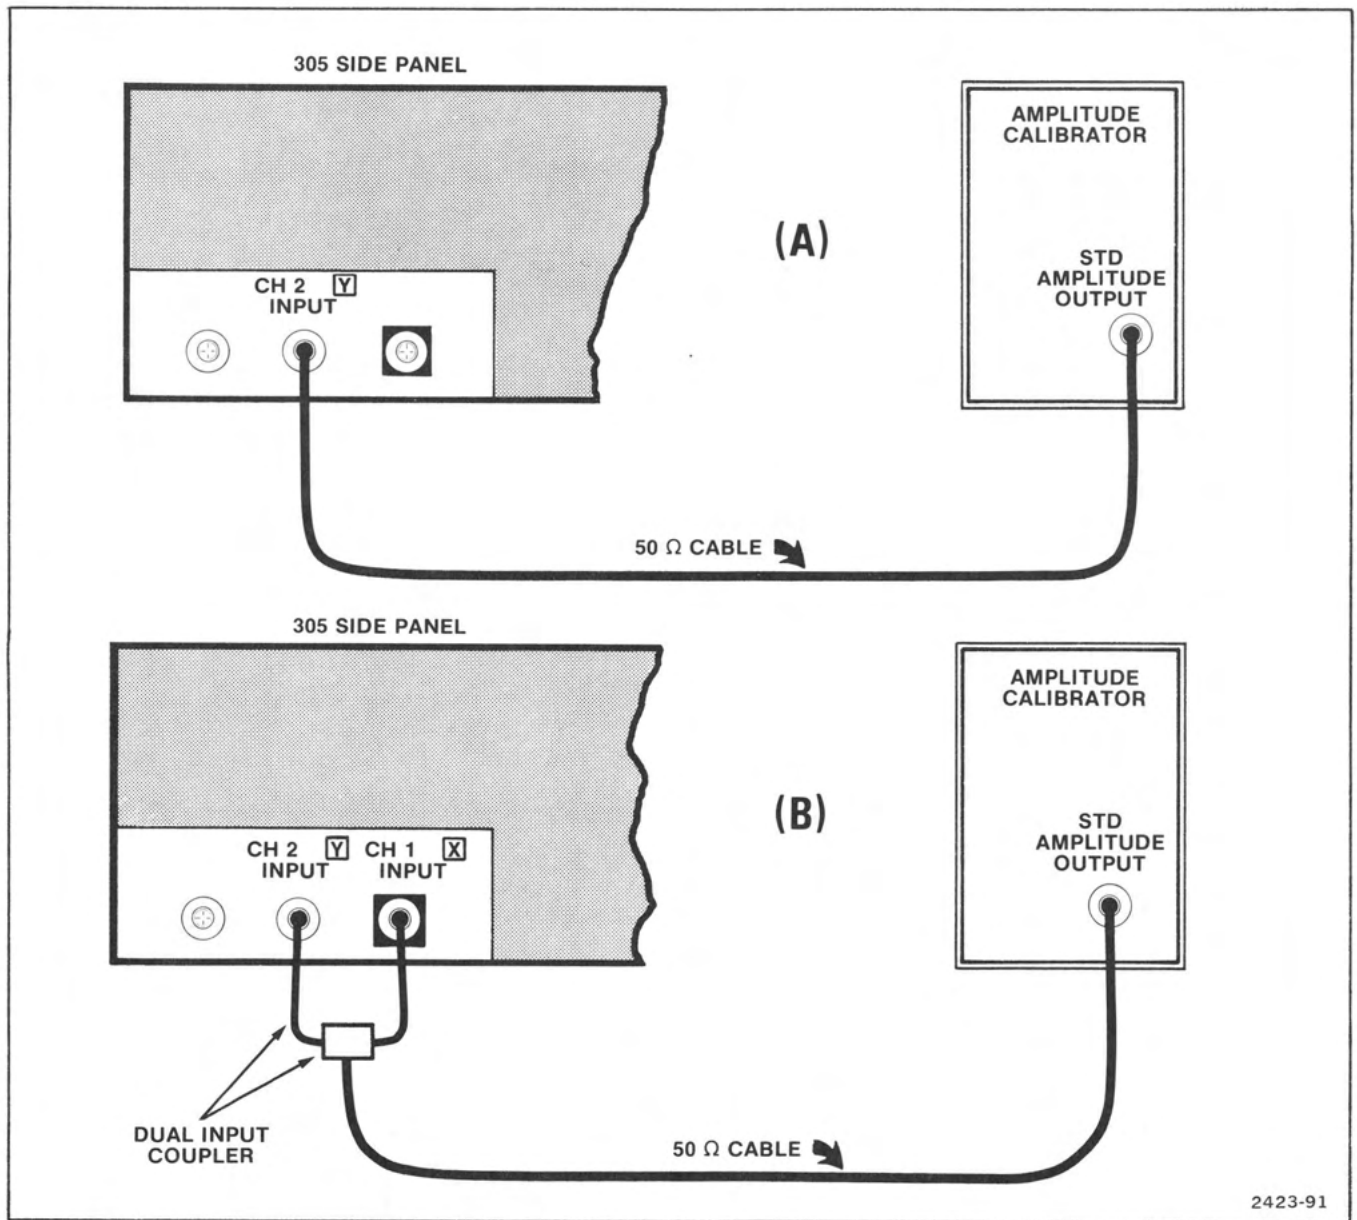 305 SIDE PANEL
AMPLITUDE
CALIBRATOR
(A)
STD
AMPLITUDE
OUTPUT
CH 2 Y
INPUT
50 Ω CABLE
305 SIDE PANEL
AMPLITUDE
CALIBRATOR
(B)
STD
AMPLITUDE
OUTPUT
CH 2 Y
INPUT
CH 1 X
INPUT
DUAL INPUT
COUPLER
50 Ω CABLE
2423-91